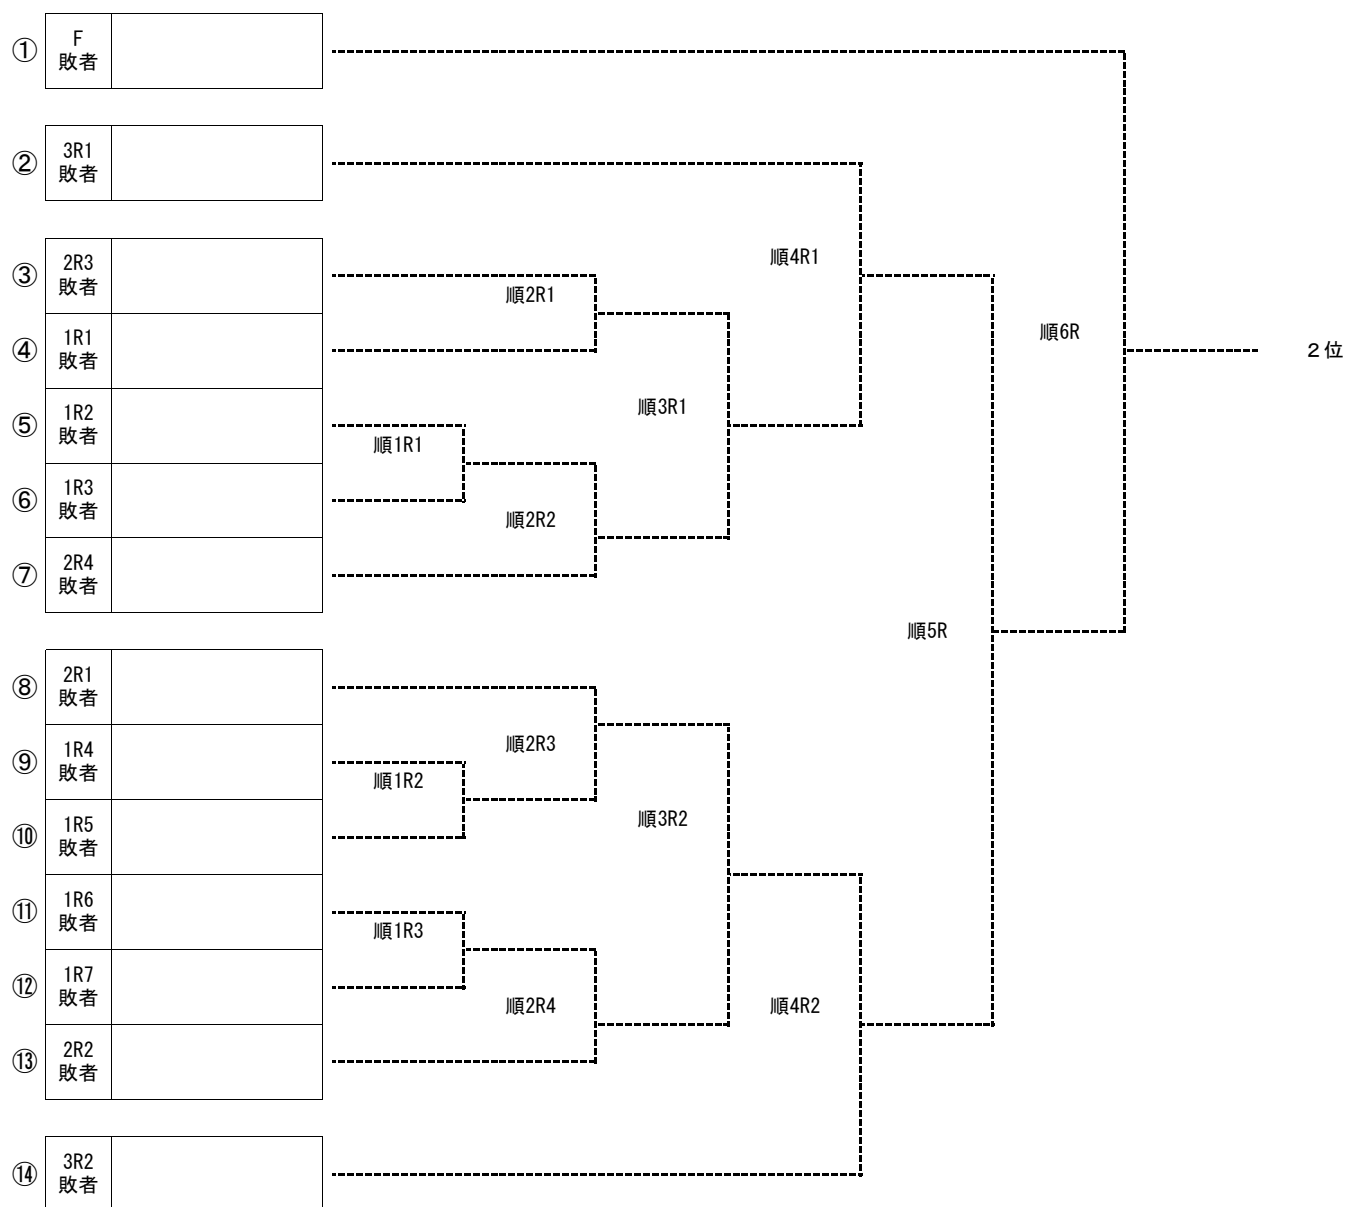 ① F
敗者
② 3R1
敗者
順4R1
③ 2R3
敗者
順2R1
順6R
④ 1R1
敗者
2位
順3R1
⑤ 1R2
敗者
順1R1
⑥ 1R3
敗者
順2R2
⑦ 2R4
敗者
順5R
⑧ 2R1
敗者
順2R3
⑨ 1R4
敗者
順1R2
⑩ 1R5
敗者
順3R2
⑪ 1R6
敗者
順1R3
⑫ 1R7
敗者
順2R4
順4R2
⑬ 2R2
敗者
⑭ 3R2
敗者